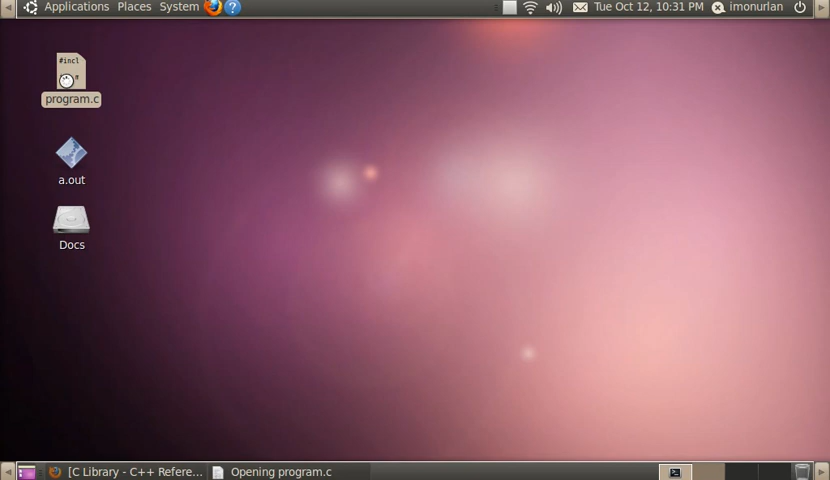 Applications Places System ? Tue Oct 12, 10:31 PM imonurlan
#incl
program.c
a.out
Docs
[C Library - C++ Refere... Opening program.c